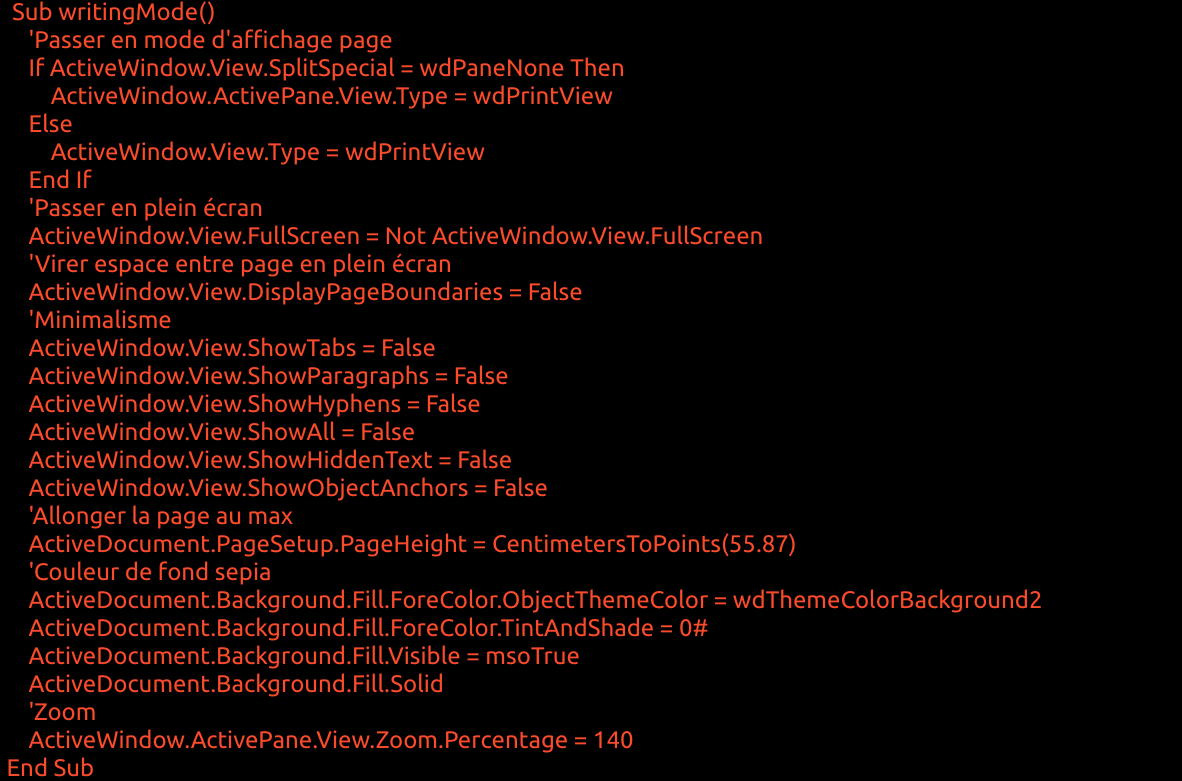 Sub writingMode()
'Passer en mode d'affichage page
If ActiveWindow.View.SplitSpecial = wdPaneNone Then
ActiveWindow.ActivePane.View.Type = wdPrintView
Else
ActiveWindow.View.Type = wdPrintView
End If
'Passer en plein écran
ActiveWindow.View.FullScreen = Not ActiveWindow.View.FullScreen
'Virer espace entre page en plein écran
ActiveWindow.View.DisplayPageBoundaries = False
'Minimalisme
ActiveWindow.View.ShowTabs = False
ActiveWindow.View.ShowParagraphs = False
ActiveWindow.View.ShowHyphens = False
ActiveWindow.View.ShowAll = False
ActiveWindow.View.ShowHiddenText = False
ActiveWindow.View.ShowObjectAnchors = False
'Allonger la page au max
ActiveDocument.PageSetup.PageHeight = CentimetersToPoints(55.87)
'Couleur de fond sepia
ActiveDocument.Background.Fill.ForeColor.ObjectThemeColor = wdThemeColorBackground2
ActiveDocument.Background.Fill.ForeColor.TintAndShade = 0#
ActiveDocument.Background.Fill.Visible = msoTrue
ActiveDocument.Background.Fill.Solid
'Zoom
ActiveWindow.ActivePane.View.Zoom.Percentage = 140
End Sub